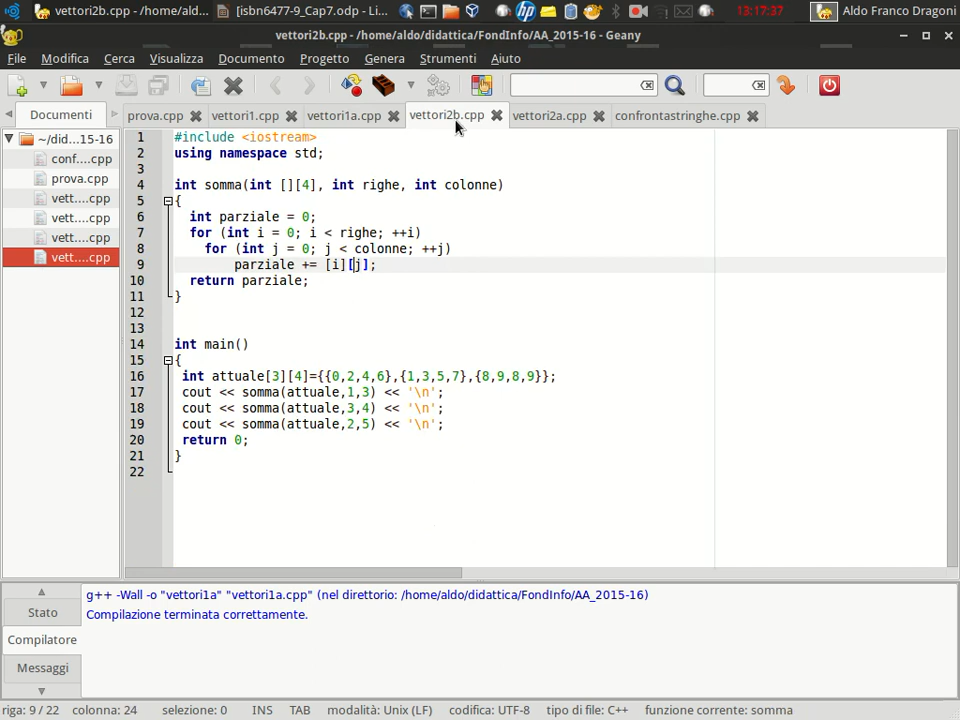 vettori2b.cpp - /home/ald... [isbn6477-9_Cap7.odp - Li... 13:17:37 Aldo Franco Dragoni
vettori2b.cpp - /home/aldo/didattica/FondInfo/AA_2015-16 - Geany
File Modifica Cerca Visualizza Documento Progetto Genera Strumenti Aiuto
Documenti prova.cpp vettori1.cpp vettori1a.cpp vettori2b.cpp vettori2a.cpp confrontastringhe.cpp
~/did...15-16
conf....cpp
prova.cpp
vett....cpp
vett....cpp
vett....cpp
vett....cpp
1 #include <iostream>
2 using namespace std;
3
4 int somma(int [][4], int righe, int colonne)
5 {
6 int parziale = 0;
7 for (int i = 0; i < righe; ++i)
8 for (int j = 0; j < colonne; ++j)
9 parziale += [i][j];
10 return parziale;
11 }
12
13
14 int main()
15 {
16 int attuale[3][4]={{0,2,4,6},{1,3,5,7},{8,9,8,9}};
17 cout << somma(attuale,1,3) << '\n';
18 cout << somma(attuale,3,4) << '\n';
19 cout << somma(attuale,2,5) << '\n';
20 return 0;
21 }
22
Stato
Compilatore
Messaggi
g++ -Wall -o "vettori1a" "vettori1a.cpp" (nel direttorio: /home/aldo/didattica/FondInfo/AA_2015-16)
Compilazione terminata correttamente.
riga: 9 / 22 colonna: 24 selezione: 0 INS TAB modalità: Unix (LF) codifica: UTF-8 tipo di file: C++ funzione corrente: somma